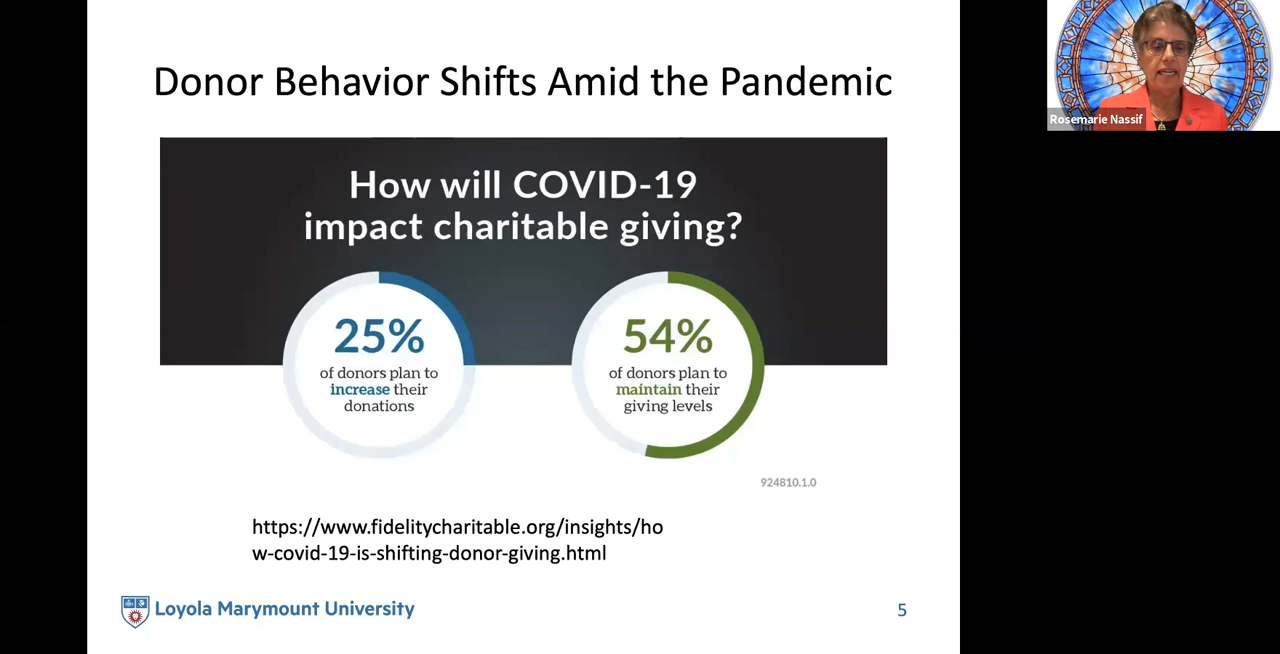 Donor Behavior Shifts Amid the Pandemic
How will COVID-19
impact charitable giving?
25%
of donors plan to
increase their
donations
54%
of donors plan to
maintain their
giving levels
924810.1.0
https://www.fidelitycharitable.org/insights/ho
w-covid-19-is-shifting-donor-giving.html
Loyola Marymount University
5
Rosemarie Nassif